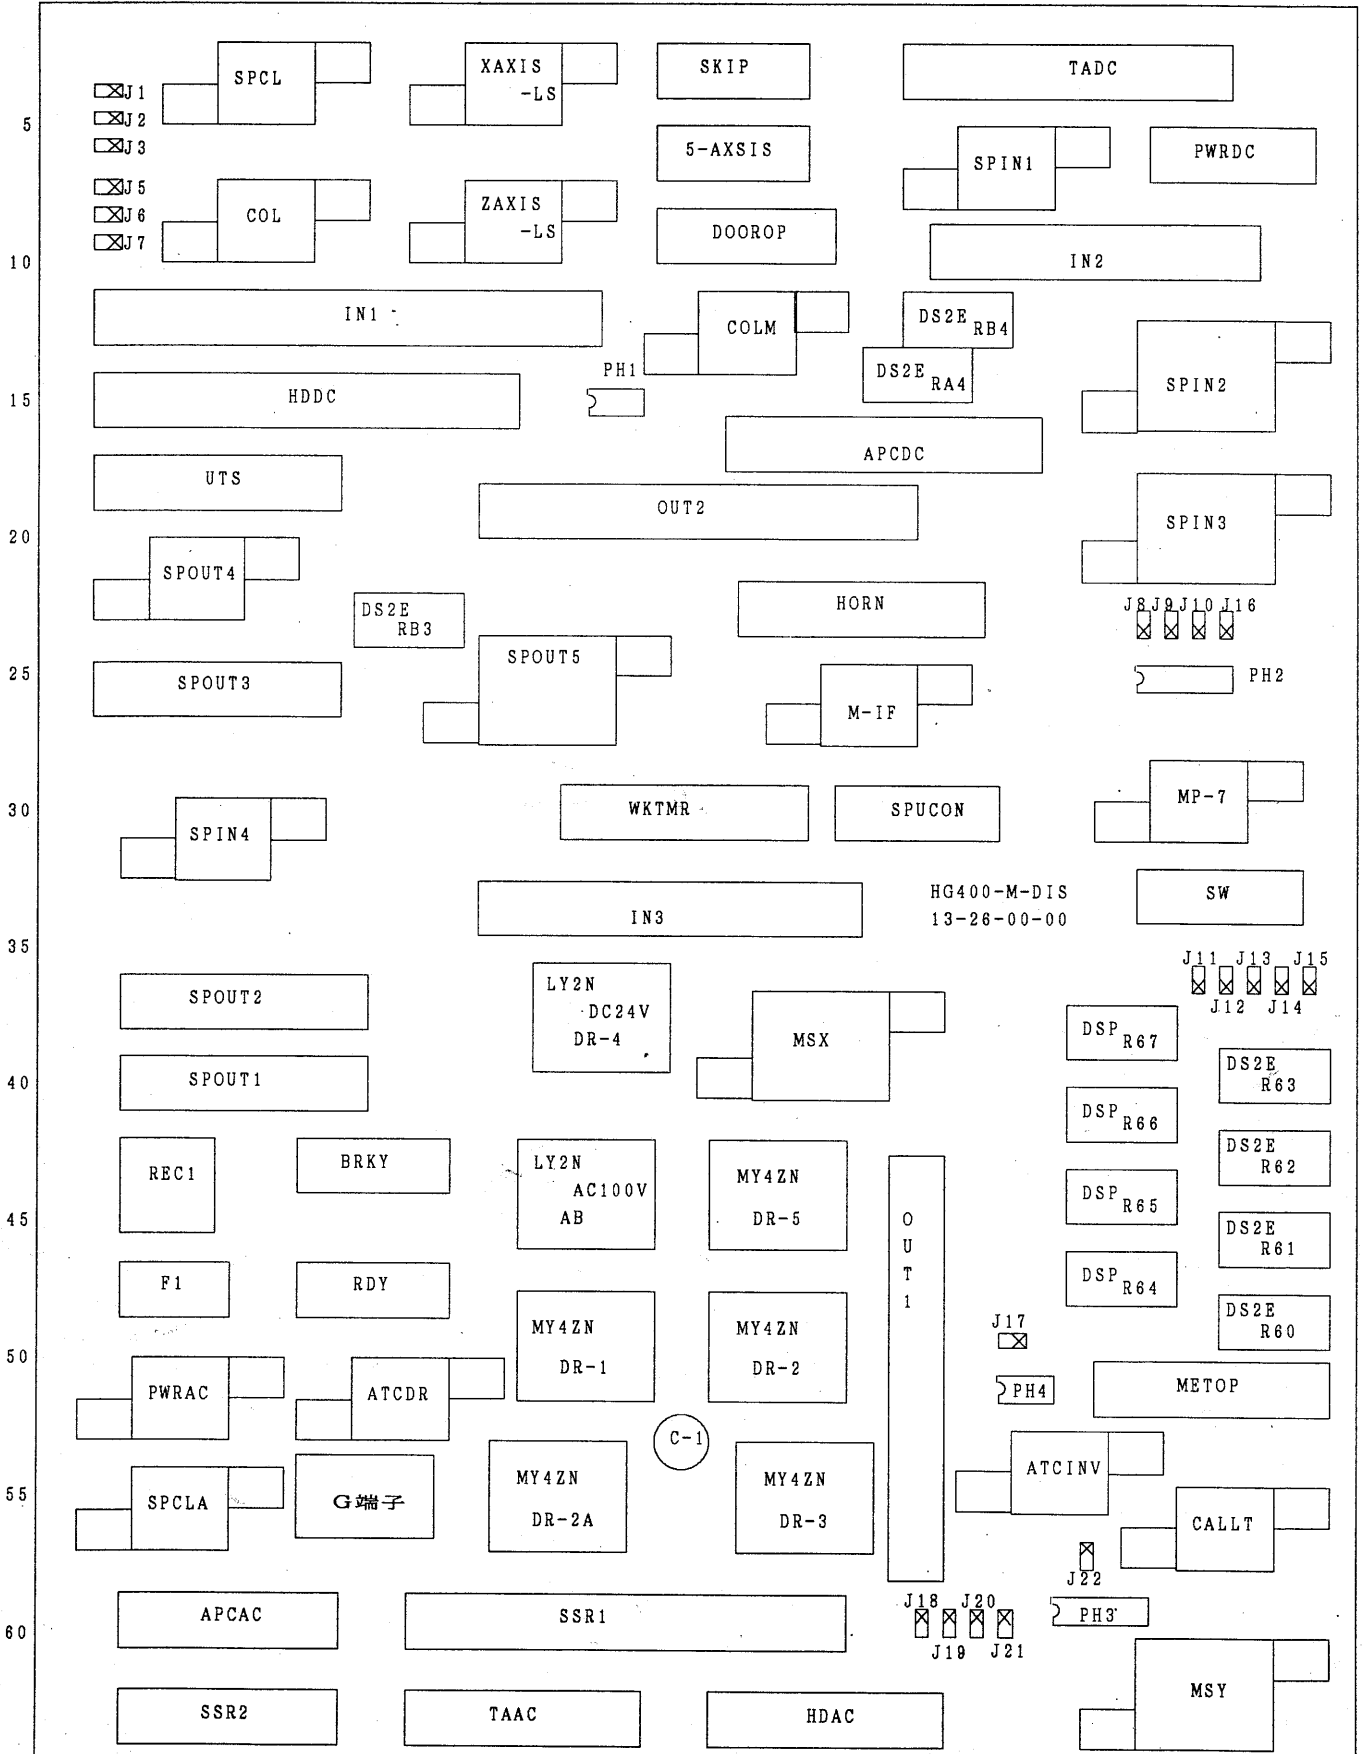 SPCL
XAXIS
-LS
SKIP
TADC
J1
J2
J3
5
5-AXSIS
SPIN1
PWRDC
J5
J6
J7
COL
ZAXIS
-LS
DOOROP
IN2
10
IN1
COLM
DS2E
RB4
DS2E
RA4
SPIN2
PH1
15
HDDC
APCDC
UTS
OUT2
SPIN3
20
SPOUT4
DS2E
RB3
HORN
J8 J9 J10 J16
SPOUT5
25
SPOUT3
M-IF
PH2
30
SPIN4
WKTMR
SPUCON
MP-7
HG400-M-DIS
13-26-00-00
SW
IN3
35
J11 J13 J15
J12 J14
SPOUT2
LY2N
DC24V
DR-4
MSX
DSP
R67
DS2E
R63
40
SPOUT1
DSP
R66
DS2E
R62
REC1
BRKY
LY2N
AC100V
AB
MY4ZN
DR-5
DSP
R65
45
OUT1
DS2E
R61
F1
RDY
DSP
R64
DS2E
R60
J17
MY4ZN
DR-1
MY4ZN
DR-2
50
PWRAC
ATCDR
PH4
METOP
C-1
ATCINV
55
SPCLA
G端子
MY4ZN
DR-2A
MY4ZN
DR-3
CALLT
J22
60
APCAC
SSR1
J18 J20
J19 J21
PH3
MSY
SSR2
TAAC
HDAC